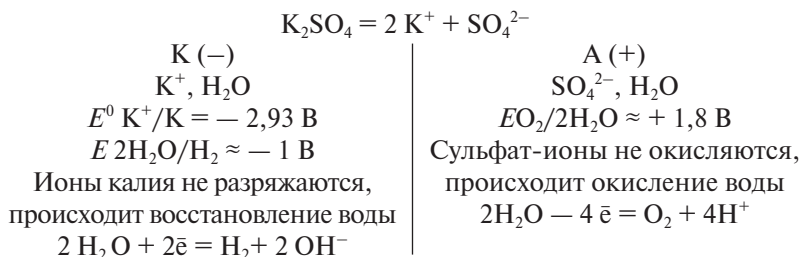 K₂SO₄ = 2 K⁺ + SO₄²⁻
K (−)
K⁺, H₂O
E⁰ K⁺/K = — 2,93 В
E 2H₂O/H₂ ≈ — 1 В
Ионы калия не разряжаются,
происходит восстановление воды
2 H₂O + 2ē = H₂+ 2 OH⁻
A (+)
SO₄²⁻, H₂O
EO₂/2H₂O ≈ + 1,8 В
Сульфат-ионы не окисляются,
происходит окисление воды
2H₂O — 4 ē = O₂ + 4H⁺